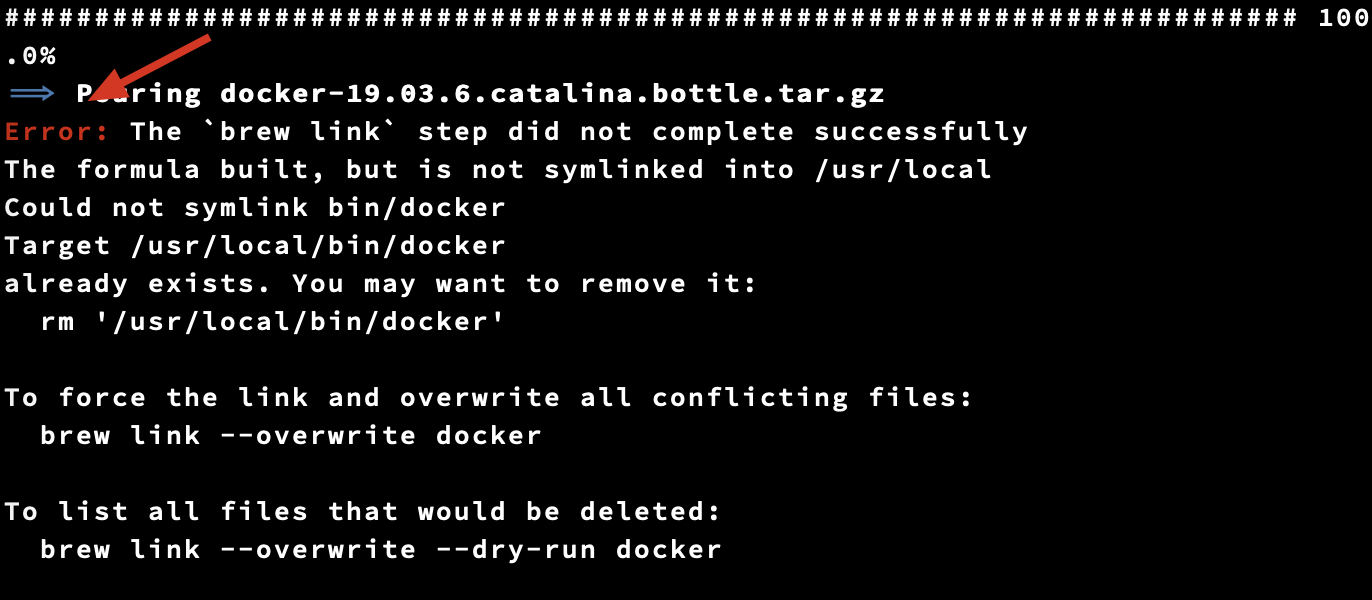 ######################################################################## 100
.0%
==> Pouring docker-19.03.6.catalina.bottle.tar.gz
Error: The `brew link` step did not complete successfully
The formula built, but is not symlinked into /usr/local
Could not symlink bin/docker
Target /usr/local/bin/docker
already exists. You may want to remove it:
  rm '/usr/local/bin/docker'

To force the link and overwrite all conflicting files:
  brew link --overwrite docker

To list all files that would be deleted:
  brew link --overwrite --dry-run docker